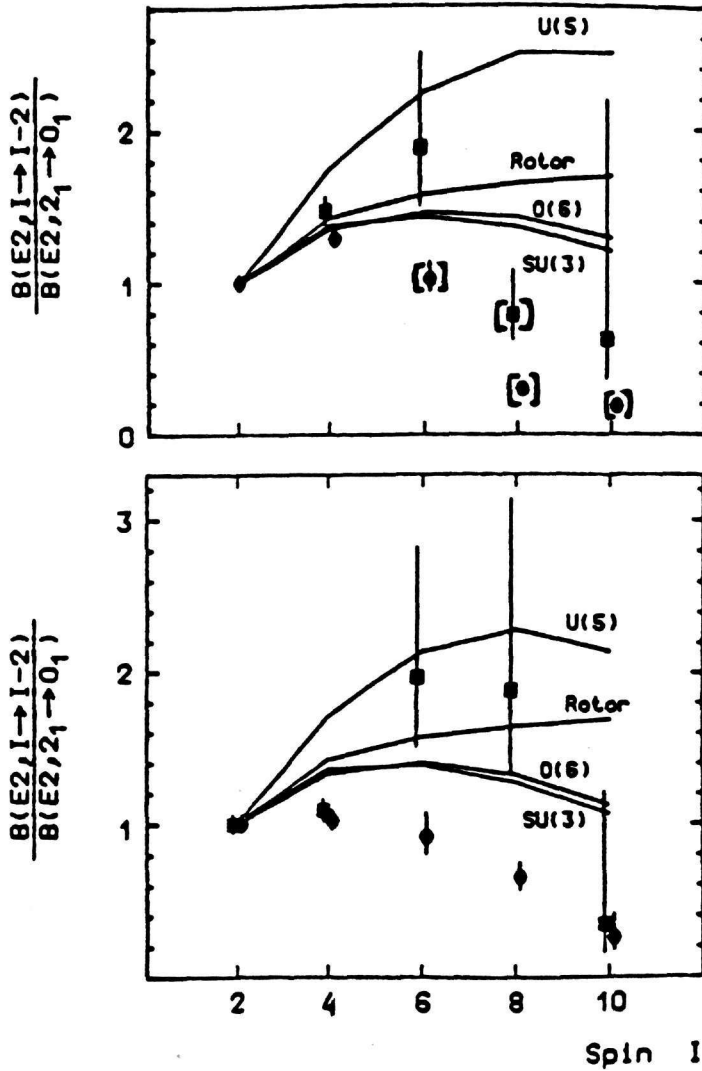 B(E2,I→I-2)
B(E2,2₁→0₁)
2
1
0
U(5)
Rotor
O(6)
SU(3)
[ ]
[ ]
[ ]
[ ]
B(E2,I→I-2)
B(E2,2₁→0₁)
3
2
1
U(5)
Rotor
O(6)
SU(3)
2 4 6 8 10
Spin I